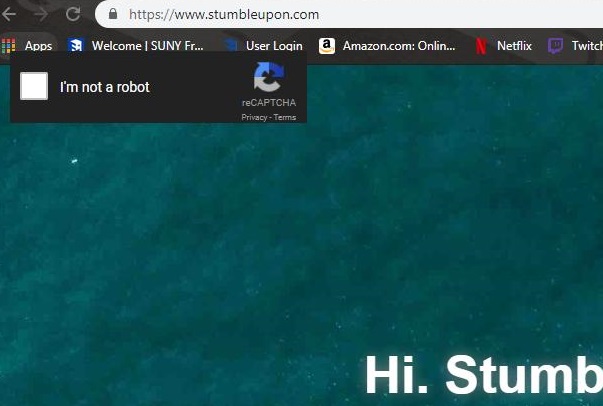 https://www.stumbleupon.com
Apps Welcome | SUNY Fr... User Login Amazon.com: Onlin... Netflix Twitch
I'm not a robot
reCAPTCHA
Privacy - Terms
Hi. Stumb